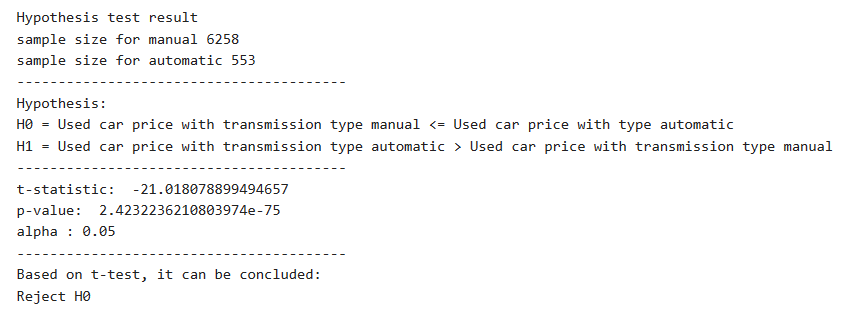 Hypothesis test result
sample size for manual 6258
sample size for automatic 553
----------------------------------------
Hypothesis:
H0 = Used car price with transmission type manual <= Used car price with type automatic
H1 = Used car price with transmission type automatic > Used car price with transmission type manual
----------------------------------------
t-statistic:  -21.018078899494657
p-value:  2.4232236210803974e-75
alpha : 0.05
----------------------------------------
Based on t-test, it can be concluded:
Reject H0